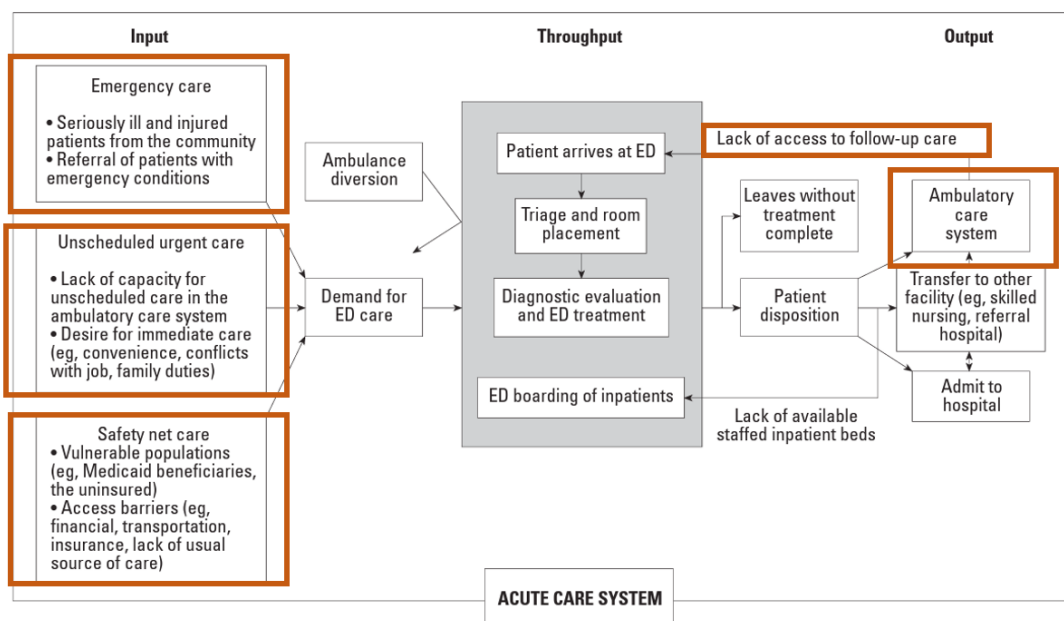 Input
Throughput
Output
Emergency care
• Seriously ill and injured
patients from the community
• Referral of patients with
emergency conditions
Unscheduled urgent care
• Lack of capacity for
unscheduled care in the
ambulatory care system
• Desire for immediate care
(eg, convenience, conflicts
with job, family duties)
Safety net care
• Vulnerable populations
(eg, Medicaid beneficiaries,
the uninsured)
• Access barriers (eg,
financial, transportation,
insurance, lack of usual
source of care)
Ambulance
diversion
Demand for
ED care
Patient arrives at ED
Triage and room
placement
Diagnostic evaluation
and ED treatment
ED boarding of inpatients
Lack of access to follow-up care
Leaves without
treatment
complete
Patient
disposition
Lack of available
staffed inpatient beds
Ambulatory
care
system
Transfer to other
facility (eg, skilled
nursing, referral
hospital)
Admit to
hospital
ACUTE CARE SYSTEM